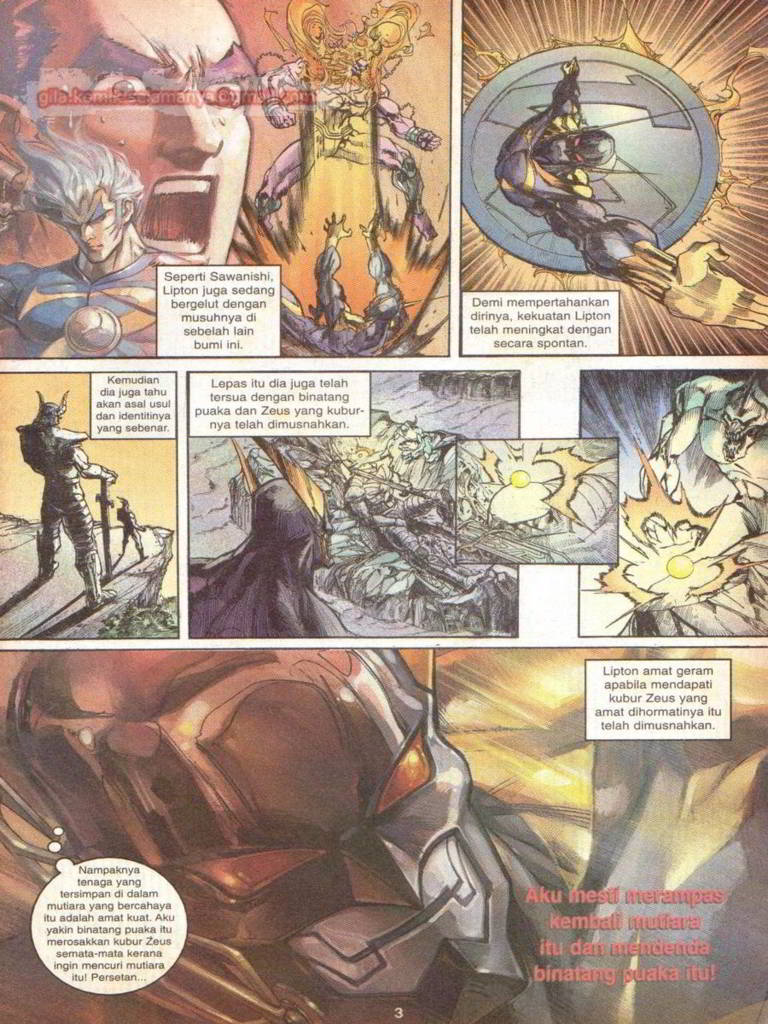 Seperti Sawanishi,
Lipton juga sedang
bergelut dengan
musuhnya di
sebelah lain
bumi ini.
Demi mempertahankan
dirinya, kekuatan Lipton
telah meningkat dengan
secara spontan.
Kemudian
dia juga tahu
akan asal usul
dan identitinya
yang sebenar.
Lepas itu dia juga telah
tersua dengan binatang
puaka dan Zeus yang kubur-
nya telah dimusnahkan.
Lipton amat geram
apabila mendapati
kubur Zeus yang
amat dihormatinya itu
telah dimusnahkan.
Nampaknya
tenaga yang
tersimpan di dalam
mutiara yang bercahaya
itu adalah amat kuat. Aku
yakin binatang puaka itu
merosakkan kubur Zeus
semata-mata kerana
ingin mencuri mutiara
itu! Persetan...
Aku mesti merampas
kembali mutiara
itu dan mendenda
binatang puaka itu!
3